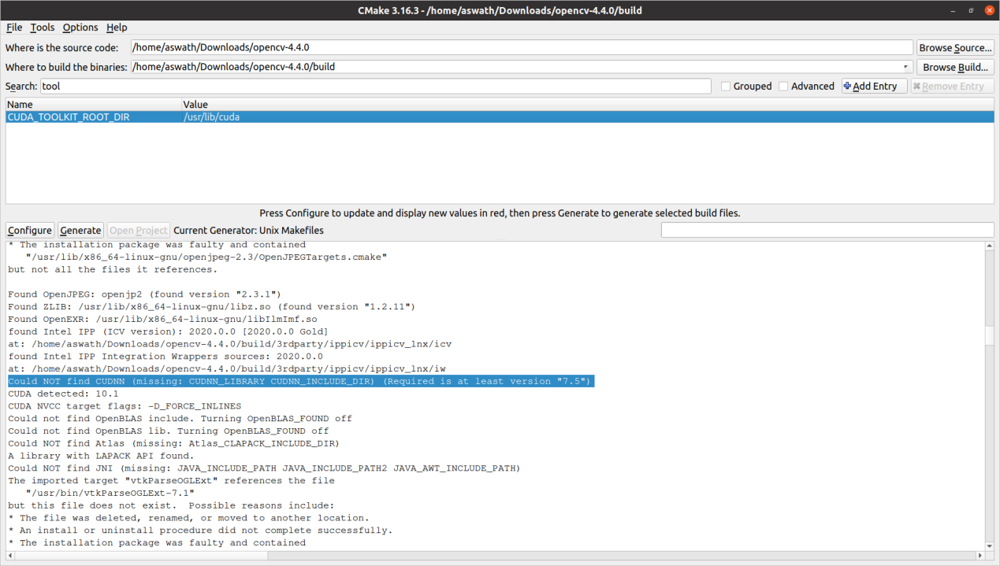 CMake 3.16.3 - /home/aswath/Downloads/opencv-4.4.0/build
File Tools Options Help
Where is the source code: /home/aswath/Downloads/opencv-4.4.0 Browse Source...
Where to build the binaries: /home/aswath/Downloads/opencv-4.4.0/build Browse Build...
Search: tool Grouped Advanced Add Entry Remove Entry
Name Value
CUDA_TOOLKIT_ROOT_DIR /usr/lib/cuda
Press Configure to update and display new values in red, then press Generate to generate selected build files.
Configure Generate Open Project Current Generator: Unix Makefiles
* The installation package was faulty and contained
"/usr/lib/x86_64-linux-gnu/openjpeg-2.3/OpenJPEGTargets.cmake"
but not all the files it references.
Found OpenJPEG: openjp2 (found version "2.3.1")
Found ZLIB: /usr/lib/x86_64-linux-gnu/libz.so (found version "1.2.11")
Found OpenEXR: /usr/lib/x86_64-linux-gnu/libIlmImf.so
found Intel IPP (ICV version): 2020.0.0 [2020.0.0 Gold]
at: /home/aswath/Downloads/opencv-4.4.0/build/3rdparty/ippicv/ippicv_lnx/icv
found Intel IPP Integration Wrappers sources: 2020.0.0
at: /home/aswath/Downloads/opencv-4.4.0/build/3rdparty/ippicv/ippicv_lnx/iw
Could NOT find CUDNN (missing: CUDNN_LIBRARY CUDNN_INCLUDE_DIR) (Required is at least version "7.5")
CUDA detected: 10.1
CUDA NVCC target flags: -D_FORCE_INLINES
Could not find OpenBLAS include. Turning OpenBLAS_FOUND off
Could not find OpenBLAS lib. Turning OpenBLAS_FOUND off
Could NOT find Atlas (missing: Atlas_CLAPACK_INCLUDE_DIR)
A library with LAPACK API found.
Could NOT find JNI (missing: JAVA_INCLUDE_PATH JAVA_INCLUDE_PATH2 JAVA_AWT_INCLUDE_PATH)
The imported target "vtkParseOGLExt" references the file
"/usr/bin/vtkParseOGLExt-7.1"
but this file does not exist.  Possible reasons include:
* The file was deleted, renamed, or moved to another location.
* An install or uninstall procedure did not complete successfully.
* The installation package was faulty and contained